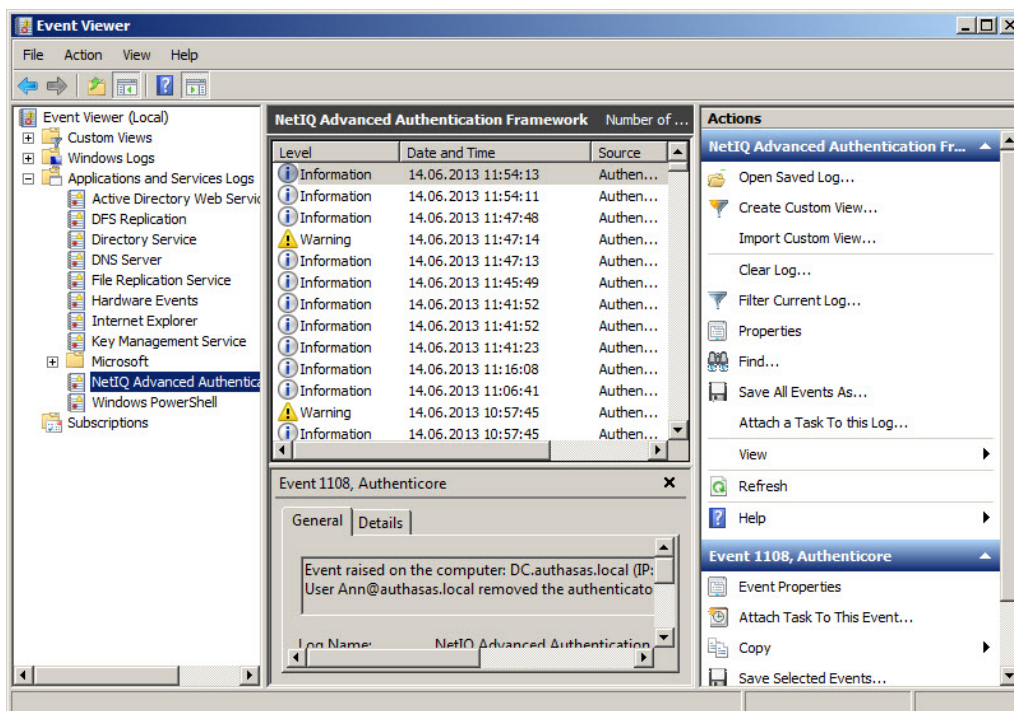 Event Viewer
File Action View Help
Event Viewer (Local)
Custom Views
Windows Logs
Applications and Services Logs
Active Directory Web Servic
DFS Replication
Directory Service
DNS Server
File Replication Service
Hardware Events
Internet Explorer
Key Management Service
Microsoft
NetIQ Advanced Authentica
Windows PowerShell
Subscriptions
NetIQ Advanced Authentication Framework Number of ...
Level Date and Time Source
Information 14.06.2013 11:54:13 Authen...
Information 14.06.2013 11:54:11 Authen...
Information 14.06.2013 11:47:48 Authen...
Warning 14.06.2013 11:47:14 Authen...
Information 14.06.2013 11:47:13 Authen...
Information 14.06.2013 11:45:49 Authen...
Information 14.06.2013 11:41:52 Authen...
Information 14.06.2013 11:41:52 Authen...
Information 14.06.2013 11:41:23 Authen...
Information 14.06.2013 11:16:08 Authen...
Information 14.06.2013 11:06:41 Authen...
Warning 14.06.2013 10:57:45 Authen...
Information 14.06.2013 10:57:45 Authen...
Event 1108, Authenticore
General Details
Event raised on the computer: DC.authasas.local (IP:
User Ann@authasas.local removed the authenticato
Log Name: NetIQ Advanced Authentication
Actions
NetIQ Advanced Authentication Fr...
Open Saved Log...
Create Custom View...
Import Custom View...
Clear Log...
Filter Current Log...
Properties
Find...
Save All Events As...
Attach a Task To this Log...
View
Refresh
Help
Event 1108, Authenticore
Event Properties
Attach Task To This Event...
Copy
Save Selected Events...